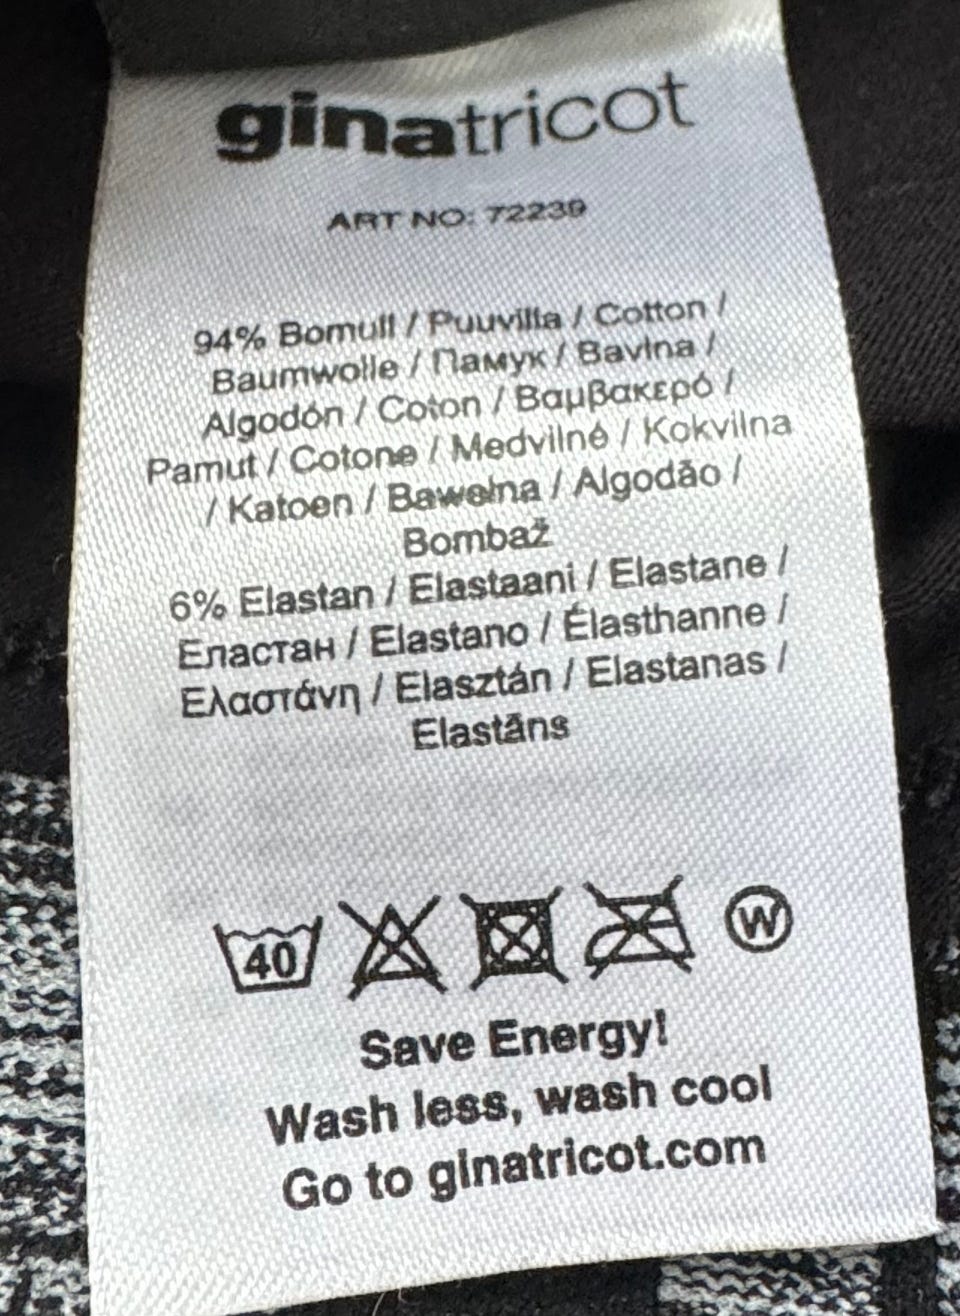 ginatricot
ART NO: 72239
94% Bomull / Puuvilla / Cotton /
Baumwolle / Памук / Bavlna /
Algodón / Coton / Βαμβακερό /
Pamut / Cotone / Medvilnė / Kokvilna
/ Katoen / Bawełna / Algodão /
Bombaž
6% Elastan / Elastaani / Elastane /
Еластан / Elastano / Élasthanne /
Ελαστάνη / Elasztán / Elastanas /
Elastāns
40
W
Save Energy!
Wash less, wash cool
Go to ginatricot.com